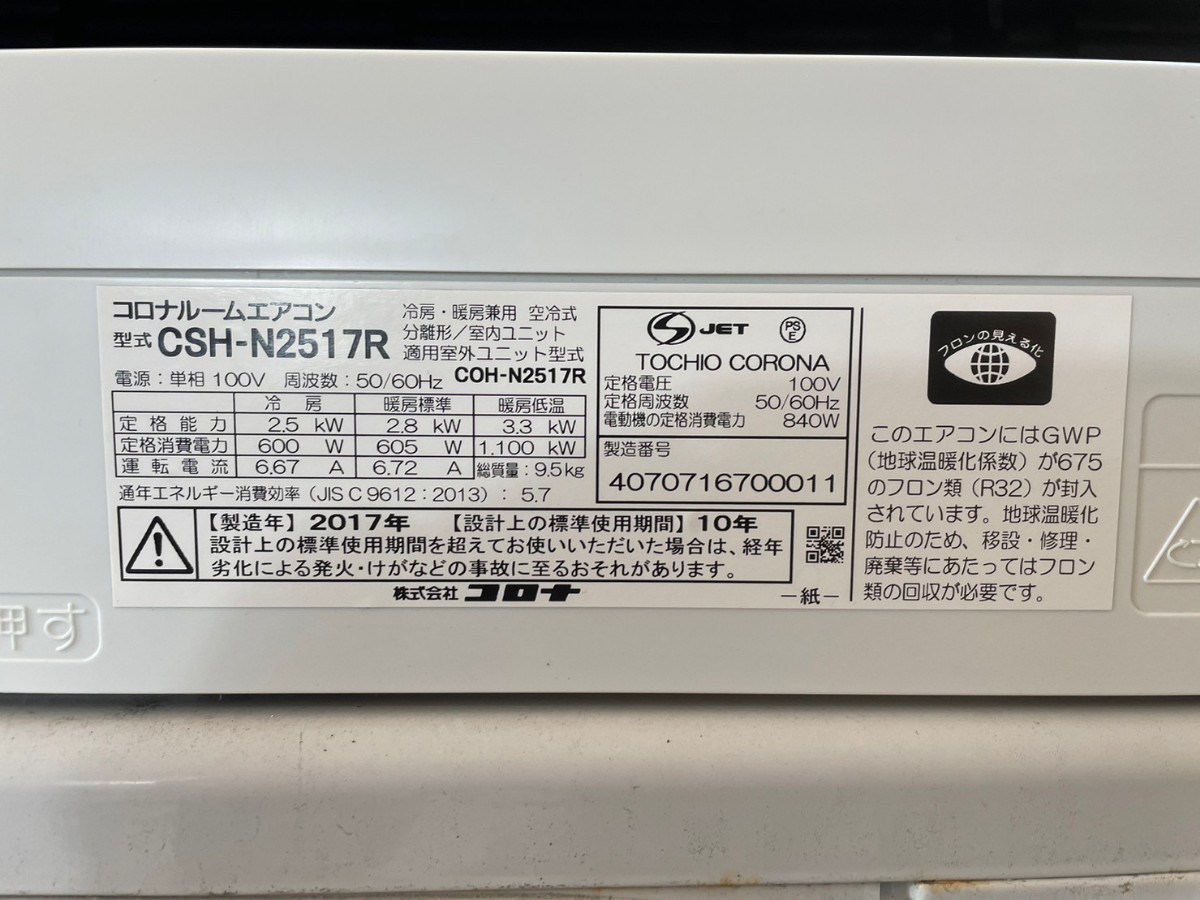 コロナルームエアコン
型式 CSH-N2517R
冷房・暖房兼用 空冷式
分離形/室内ユニット
適用室外ユニット型式
COH-N2517R
電源:単相 100V 周波数:50/60Hz
冷 房 暖房標準 暖房低温
定格能力 2.5 kW 2.8 kW 3.3 kW
定格消費電力 600 W 605 W 1.100 kW
運転電流 6.67 A 6.72 A 総質量:9.5kg
通年エネルギー消費効率(JIS C 9612:2013):5.7
【製造年】2017年 【設計上の標準使用期間】10年
設計上の標準使用期間を超えてお使いいただいた場合は、経年
劣化による発火・けがなどの事故に至るおそれがあります。
株式会社 コロナ
-紙-
S JET PS E
TOCHIO CORONA
定格電圧 100V
定格周波数 50/60Hz
電動機の定格消費電力 840W
製造番号
4070716700011
フロンの見える化
このエアコンにはGWP
(地球温暖化係数)が675
のフロン類(R32)が封入
されています。地球温暖化
防止のため、移設・修理・
廃棄等にあたってはフロン
類の回収が必要です。
押す